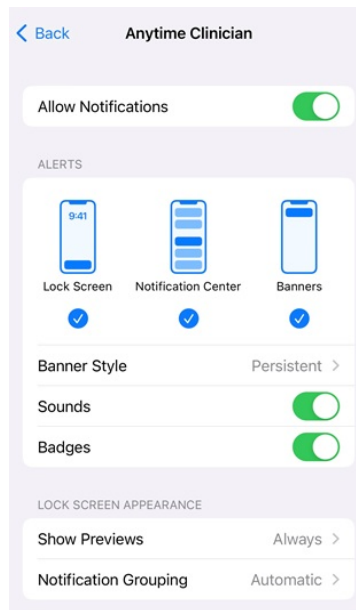 Back Anytime Clinician
Allow Notifications
ALERTS
9:41
Lock Screen Notification Center Banners
Banner Style Persistent
Sounds
Badges
LOCK SCREEN APPEARANCE
Show Previews Always
Notification Grouping Automatic